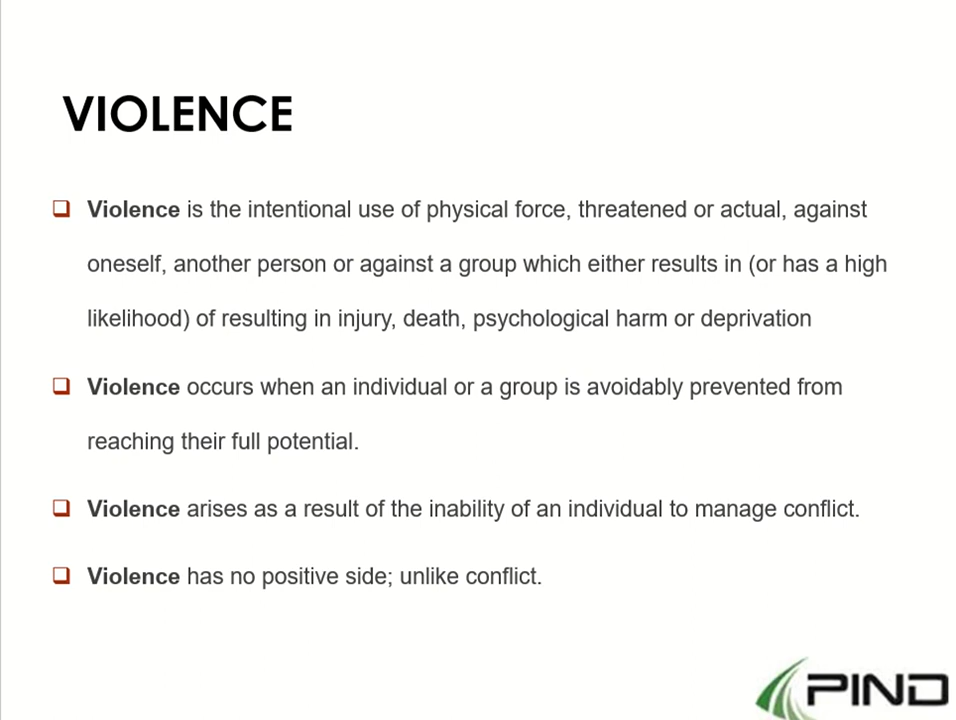 VIOLENCE
Violence is the intentional use of physical force, threatened or actual, against
oneself, another person or against a group which either results in (or has a high
likelihood) of resulting in injury, death, psychological harm or deprivation
Violence occurs when an individual or a group is avoidably prevented from
reaching their full potential.
Violence arises as a result of the inability of an individual to manage conflict.
Violence has no positive side; unlike conflict.
PIND